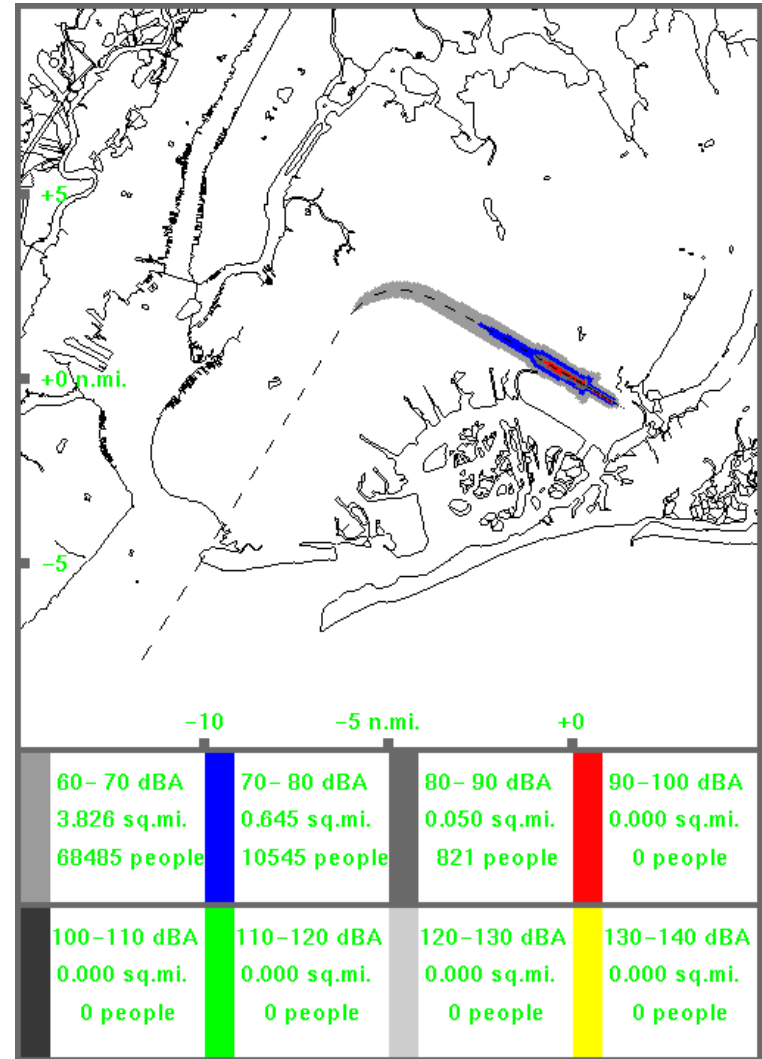 +5
+0 n.mi.
−5
−10
−5 n.mi.
+0
60− 70 dBA
3.826 sq.mi.
68485 people
70− 80 dBA
0.645 sq.mi.
10545 people
80− 90 dBA
0.050 sq.mi.
821 people
90−100 dBA
0.000 sq.mi.
0 people
100−110 dBA
0.000 sq.mi.
0 people
110−120 dBA
0.000 sq.mi.
0 people
120−130 dBA
0.000 sq.mi.
0 people
130−140 dBA
0.000 sq.mi.
0 people